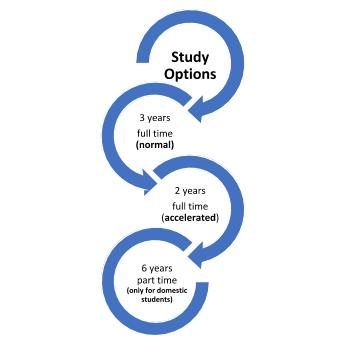 Study
Options
3 years
full time
(normal)
2 years
full time
(accelerated)
6 years
part time
(only for domestic
students)